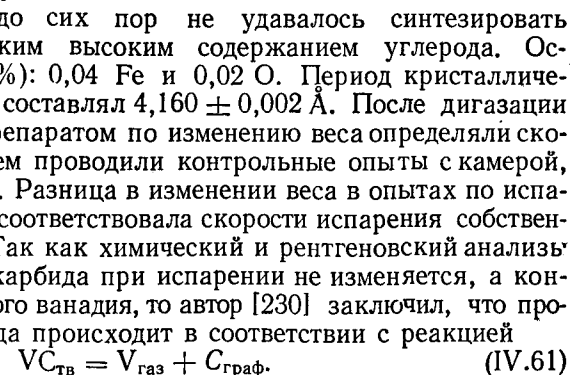 до сих пор не удавалось синтезировать
ким высоким содержанием углерода. Ос-
%): 0,04 Fe и 0,02 O. Период кристалличе-
составлял 4,160 ± 0,002 Å. После дигазации
епаратом по изменению веса определяли ско-
ем проводили контрольные опыты с камерой,
. Разница в изменении веса в опытах по испа-
соответствовала скорости испарения собствен-
Так как химический и рентгеновский анализы
карбида при испарении не изменяется, а кон-
ого ванадия, то автор [230] заключил, что про-
да происходит в соответствии с реакцией
VCтв = Vгаз + Cграф. (IV.61)